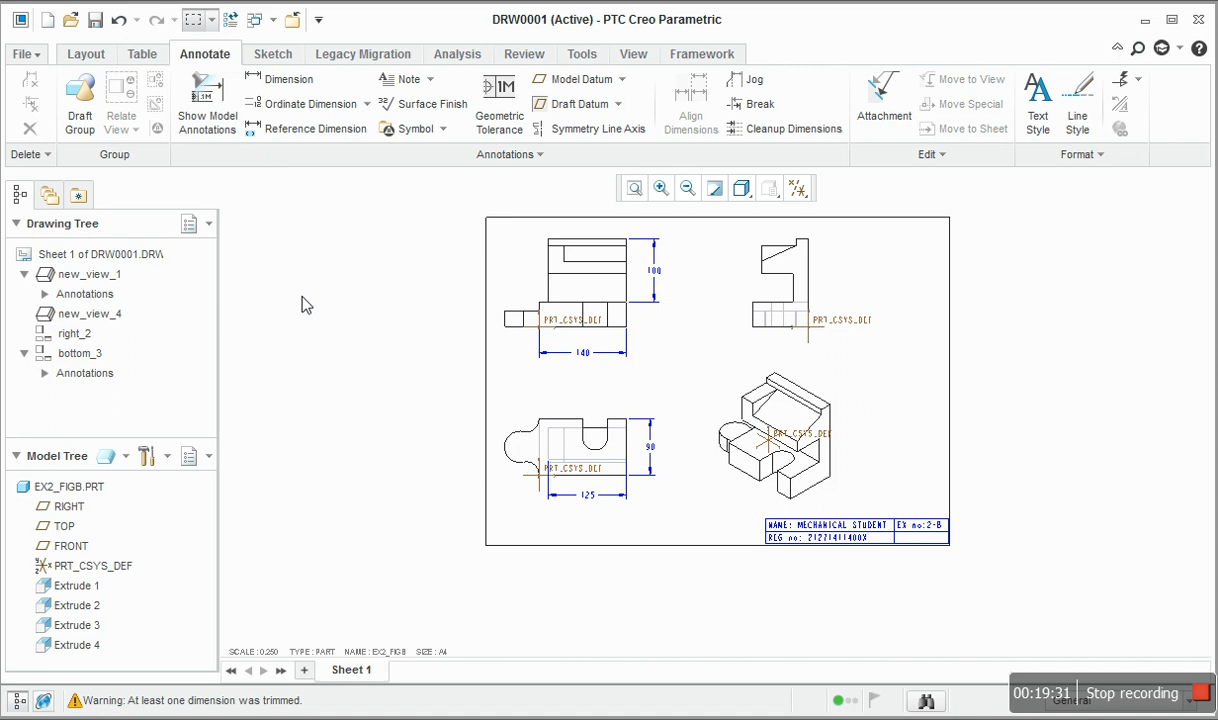 DRW0001 (Active) - PTC Creo Parametric
File Layout Table Annotate Sketch Legacy Migration Analysis Review Tools View Framework
Draft Group
Relate View
Show Model Annotations
Dimension
Ordinate Dimension
Reference Dimension
Note
Surface Finish
Symbol
Geometric Tolerance
Model Datum
Draft Datum
Symmetry Line Axis
Align Dimensions
Jog
Break
Cleanup Dimensions
Attachment
Move to View
Move Special
Move to Sheet
Text Style
Line Style
Delete Group Annotations Edit Format
Drawing Tree
Sheet 1 of DRW0001.DRW
new_view_1
Annotations
new_view_4
right_2
bottom_3
Annotations
Model Tree
EX2_FIGB.PRT
RIGHT
TOP
FRONT
PRT_CSYS_DEF
Extrude 1
Extrude 2
Extrude 3
Extrude 4
100
PRT_CSYS_DEF
140
PRT_CSYS_DEF
90
PRT_CSYS_DEF
125
PRT_CSYS_DEF
NAME: MECHANICAL STUDENT EX no:2-B
REG no: 21271411400X
SCALE : 0.250 TYPE : PART NAME : EX2_FIGB SIZE : A4
Sheet 1
Warning: At least one dimension was trimmed.
00:19:31 Stop recording
General